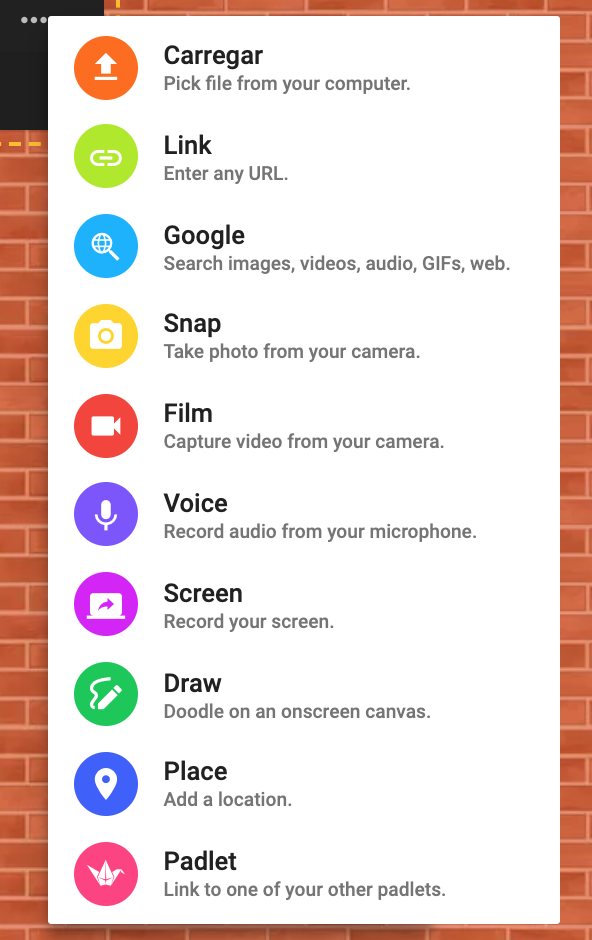 Carregar
Pick file from your computer.
Link
Enter any URL.
Google
Search images, videos, audio, GIFs, web.
Snap
Take photo from your camera.
Film
Capture video from your camera.
Voice
Record audio from your microphone.
Screen
Record your screen.
Draw
Doodle on an onscreen canvas.
Place
Add a location.
Padlet
Link to one of your other padlets.